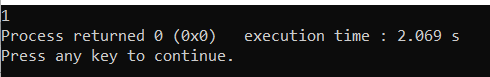 1
Process returned 0 (0x0)   execution time : 2.069 s
Press any key to continue.